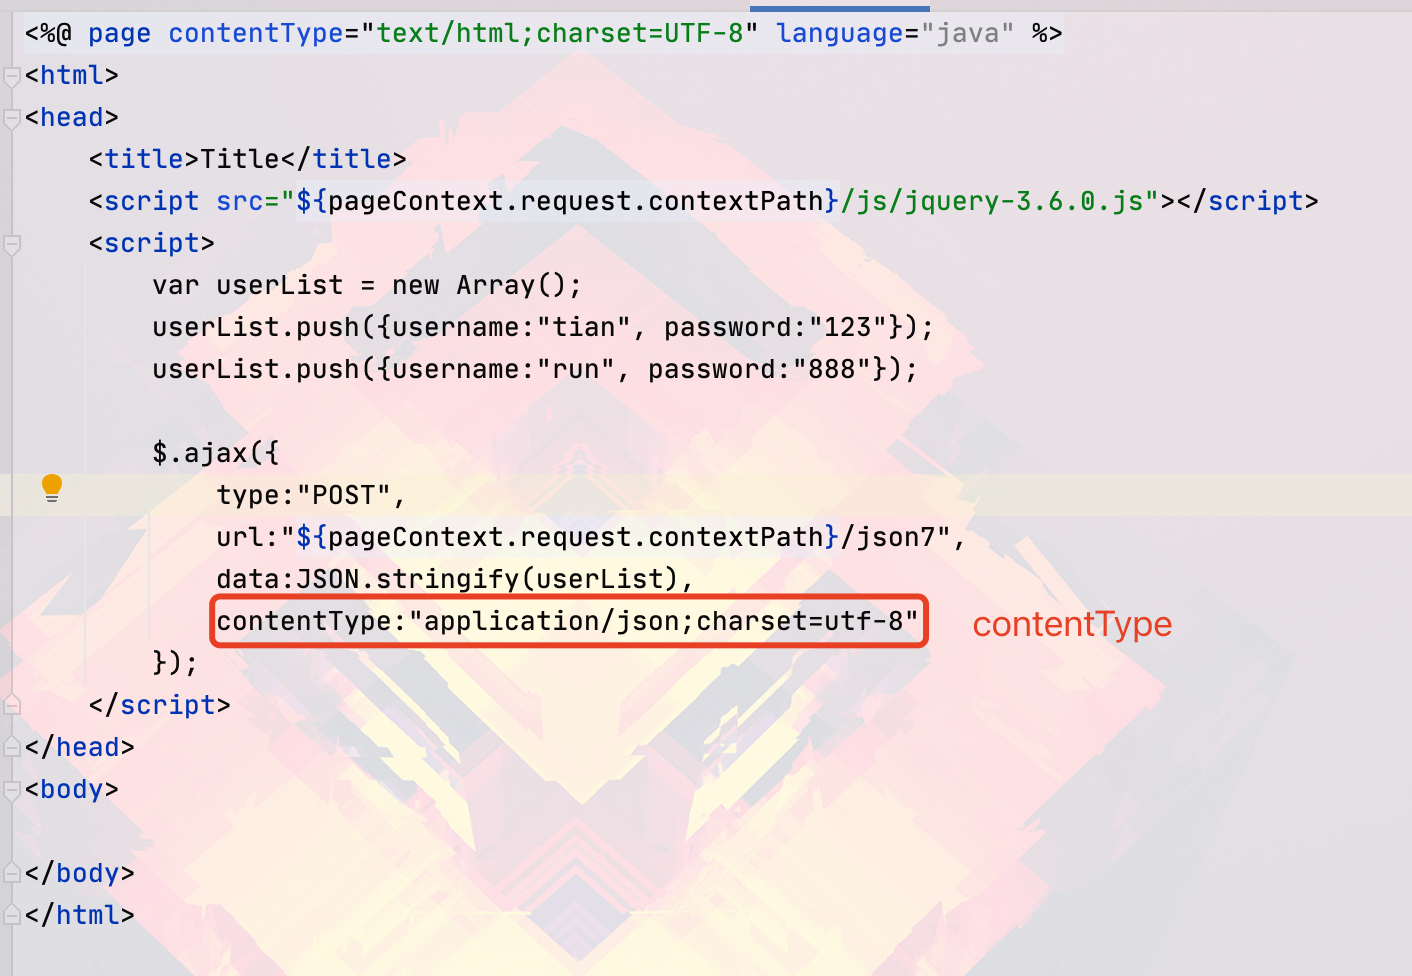 <%@ page contentType="text/html;charset=UTF-8" language="java" %>
<html>
<head>
    <title>Title</title>
    <script src="${pageContext.request.contextPath}/js/jquery-3.6.0.js"></script>
    <script>
        var userList = new Array();
        userList.push({username:"tian", password:"123"});
        userList.push({username:"run", password:"888"});

        $.ajax({
            type:"POST",
            url:"${pageContext.request.contextPath}/json7",
            data:JSON.stringify(userList),
            contentType:"application/json;charset=utf-8" contentType
        });
    </script>
</head>
<body>

</body>
</html>